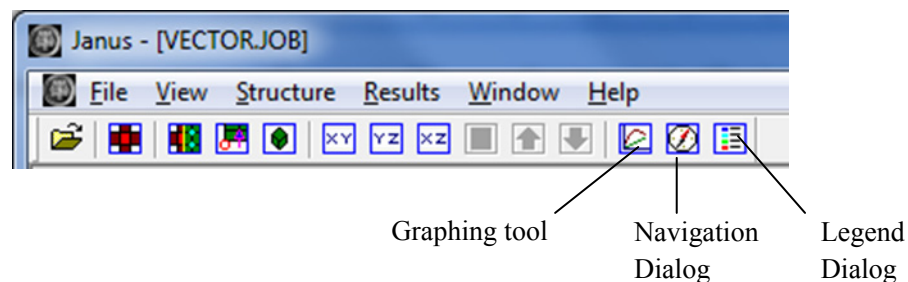 Janus - [VECTOR.JOB]
File View Structure Results Window Help
XY YZ XZ
Graphing tool
Navigation Dialog
Legend Dialog